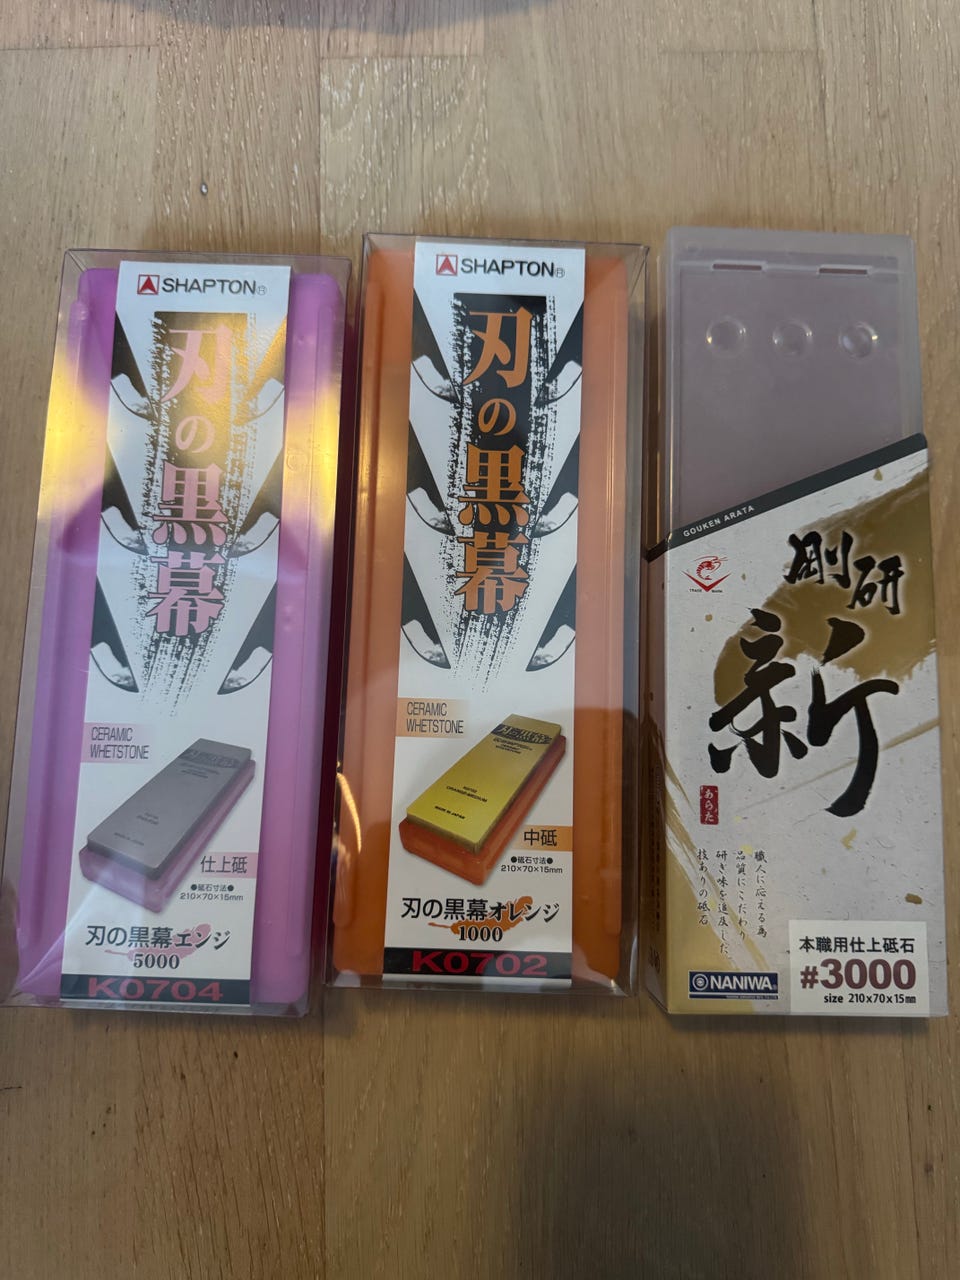 SHAPTON®
刃の黒幕
CERAMIC
WHETSTONE
仕上砥
●砥石寸法●
210×70×15mm
刃の黒幕エンジ
5000
K0704
SHAPTON®
刃の黒幕
CERAMIC
WHETSTONE
中砥
●砥石寸法●
210×70×15mm
刃の黒幕オレンジ
1000
K0702
GOUKEN ARATA
TRADE MARK
剛研
新
あらた
職人に応える為
品質にこだわり
研ぎ味を追及した
技ありの砥石
NANIWA
本職用仕上砥石
#3000
size 210x70x15mm